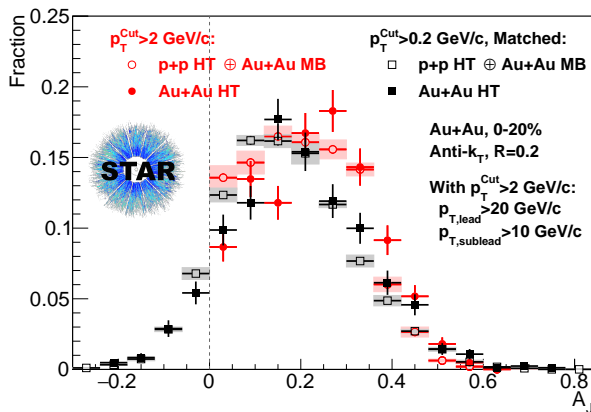 Fraction
0.25
0.2
0.15
0.1
0.05
0
p_T^Cut>2 GeV/c:
○ p+p HT ⊕ Au+Au MB
● Au+Au HT
p_T^Cut>0.2 GeV/c, Matched:
□ p+p HT ⊕ Au+Au MB
■ Au+Au HT
STAR
Au+Au, 0-20%
Anti-k_T, R=0.2
With p_T^Cut>2 GeV/c:
p_T,lead>20 GeV/c
p_T,sublead>10 GeV/c
−0.2 0 0.2 0.4 0.6 0.8